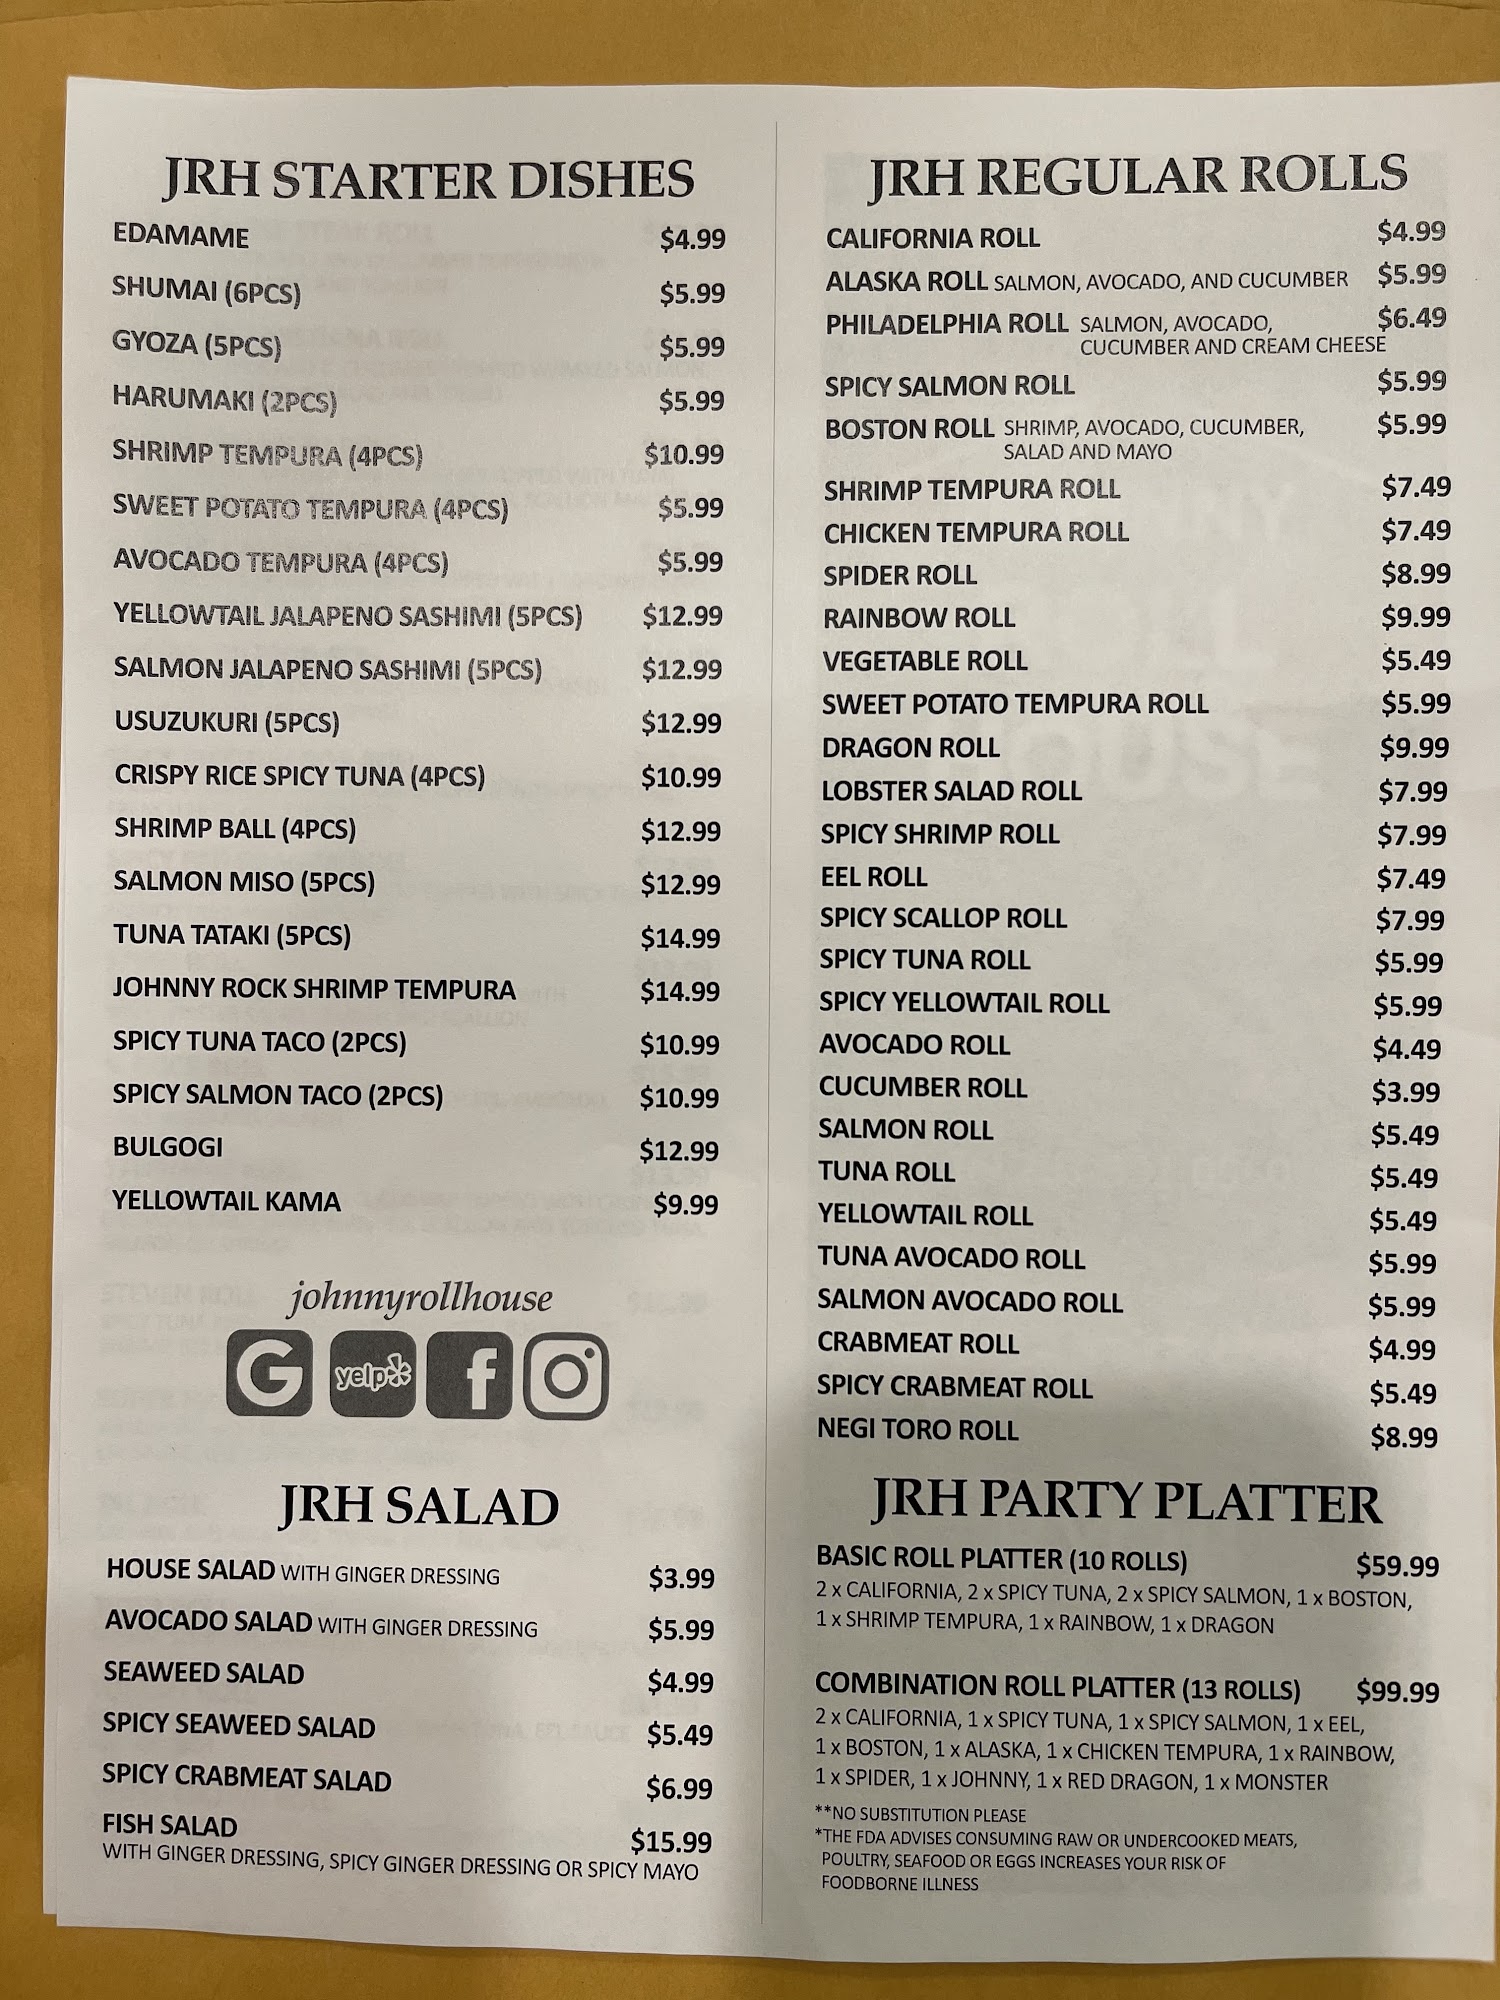 JRH STARTER DISHES
EDAMAME $4.99
SHUMAI (6PCS) $5.99
GYOZA (5PCS) $5.99
HARUMAKI (2PCS) $5.99
SHRIMP TEMPURA (4PCS) $10.99
SWEET POTATO TEMPURA (4PCS) $5.99
AVOCADO TEMPURA (4PCS) $5.99
YELLOWTAIL JALAPENO SASHIMI (5PCS) $12.99
SALMON JALAPENO SASHIMI (5PCS) $12.99
USUZUKURI (5PCS) $12.99
CRISPY RICE SPICY TUNA (4PCS) $10.99
SHRIMP BALL (4PCS) $12.99
SALMON MISO (5PCS) $12.99
TUNA TATAKI (5PCS) $14.99
JOHNNY ROCK SHRIMP TEMPURA $14.99
SPICY TUNA TACO (2PCS) $10.99
SPICY SALMON TACO (2PCS) $10.99
BULGOGI $12.99
YELLOWTAIL KAMA $9.99
johnnyrollhouse
G yelp f
JRH SALAD
HOUSE SALAD WITH GINGER DRESSING $3.99
AVOCADO SALAD WITH GINGER DRESSING $5.99
SEAWEED SALAD $4.99
SPICY SEAWEED SALAD $5.49
SPICY CRABMEAT SALAD $6.99
FISH SALAD $15.99
WITH GINGER DRESSING, SPICY GINGER DRESSING OR SPICY MAYO
JRH REGULAR ROLLS
CALIFORNIA ROLL $4.99
ALASKA ROLL SALMON, AVOCADO, AND CUCUMBER $5.99
PHILADELPHIA ROLL SALMON, AVOCADO, $6.49
CUCUMBER AND CREAM CHEESE
SPICY SALMON ROLL $5.99
BOSTON ROLL SHRIMP, AVOCADO, CUCUMBER, $5.99
SALAD AND MAYO
SHRIMP TEMPURA ROLL $7.49
CHICKEN TEMPURA ROLL $7.49
SPIDER ROLL $8.99
RAINBOW ROLL $9.99
VEGETABLE ROLL $5.49
SWEET POTATO TEMPURA ROLL $5.99
DRAGON ROLL $9.99
LOBSTER SALAD ROLL $7.99
SPICY SHRIMP ROLL $7.99
EEL ROLL $7.49
SPICY SCALLOP ROLL $7.99
SPICY TUNA ROLL $5.99
SPICY YELLOWTAIL ROLL $5.99
AVOCADO ROLL $4.49
CUCUMBER ROLL $3.99
SALMON ROLL $5.49
TUNA ROLL $5.49
YELLOWTAIL ROLL $5.49
TUNA AVOCADO ROLL $5.99
SALMON AVOCADO ROLL $5.99
CRABMEAT ROLL $4.99
SPICY CRABMEAT ROLL $5.49
NEGI TORO ROLL $8.99
JRH PARTY PLATTER
BASIC ROLL PLATTER (10 ROLLS) $59.99
2 x CALIFORNIA, 2 x SPICY TUNA, 2 x SPICY SALMON, 1 x BOSTON,
1 x SHRIMP TEMPURA, 1 x RAINBOW, 1 x DRAGON
COMBINATION ROLL PLATTER (13 ROLLS) $99.99
2 x CALIFORNIA, 1 x SPICY TUNA, 1 x SPICY SALMON, 1 x EEL,
1 x BOSTON, 1 x ALASKA, 1 x CHICKEN TEMPURA, 1 x RAINBOW,
1 x SPIDER, 1 x JOHNNY, 1 x RED DRAGON, 1 x MONSTER
**NO SUBSTITUTION PLEASE
*THE FDA ADVISES CONSUMING RAW OR UNDERCOOKED MEATS,
POULTRY, SEAFOOD OR EGGS INCREASES YOUR RISK OF
FOODBORNE ILLNESS